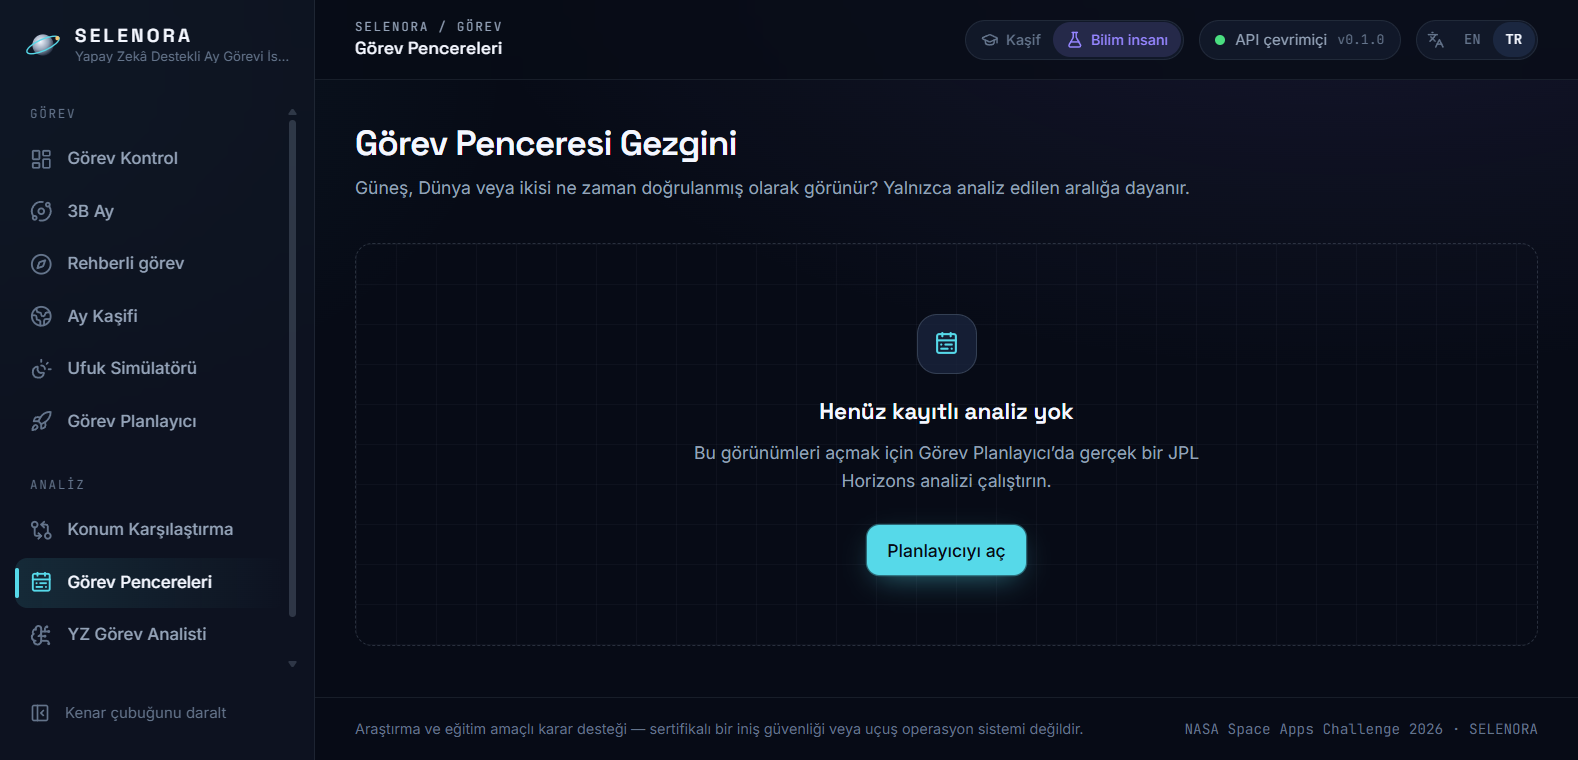 SELENORA
Yapay Zekâ Destekli Ay Görevi İs...
GÖREV
Görev Kontrol
3B Ay
Rehberli görev
Ay Kaşifi
Ufuk Simülatörü
Görev Planlayıcı
ANALİZ
Konum Karşılaştırma
Görev Pencereleri
YZ Görev Analisti
Kenar çubuğunu daralt
SELENORA / GÖREV
Görev Pencereleri
Kaşif
Bilim insanı
API çevrimiçi v0.1.0
EN
TR
Görev Penceresi Gezgini
Güneş, Dünya veya ikisi ne zaman doğrulanmış olarak görünür? Yalnızca analiz edilen aralığa dayanır.
Henüz kayıtlı analiz yok
Bu görünümleri açmak için Görev Planlayıcı’da gerçek bir JPL
Horizons analizi çalıştırın.
Planlayıcıyı aç
Araştırma ve eğitim amaçlı karar desteği — sertifikalı bir iniş güvenliği veya uçuş operasyon sistemi değildir.
NASA Space Apps Challenge 2026 · SELENORA